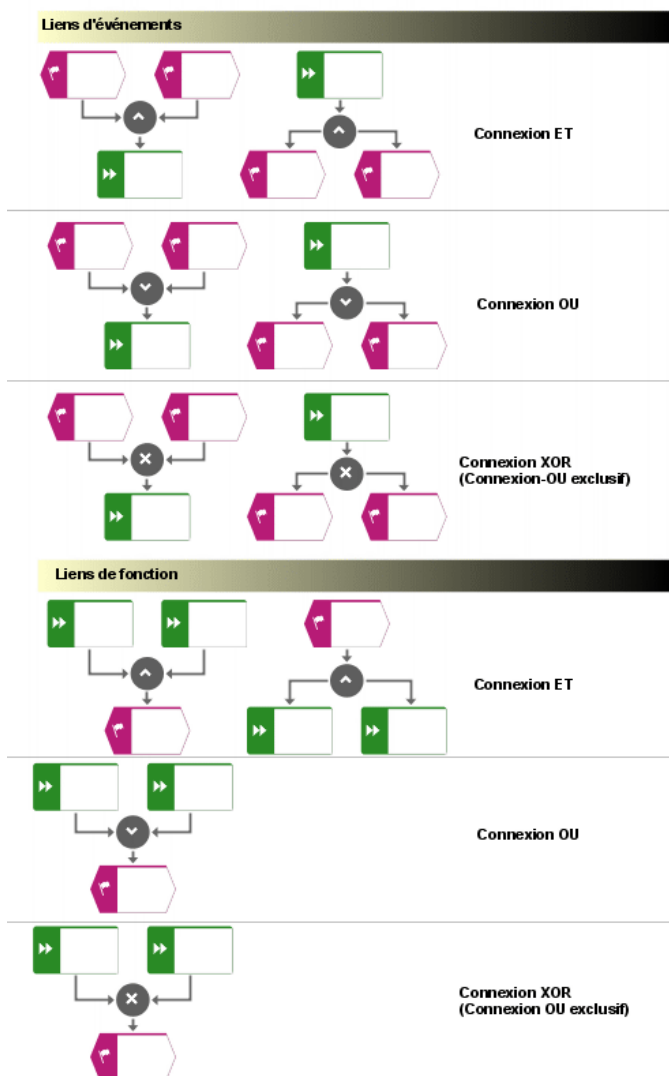 Liens d'événements
Connexion ET
Connexion OU
Connexion XOR
(Connexion-OU exclusif)
Liens de fonction
Connexion ET
Connexion OU
Connexion XOR
(Connexion OU exclusif)